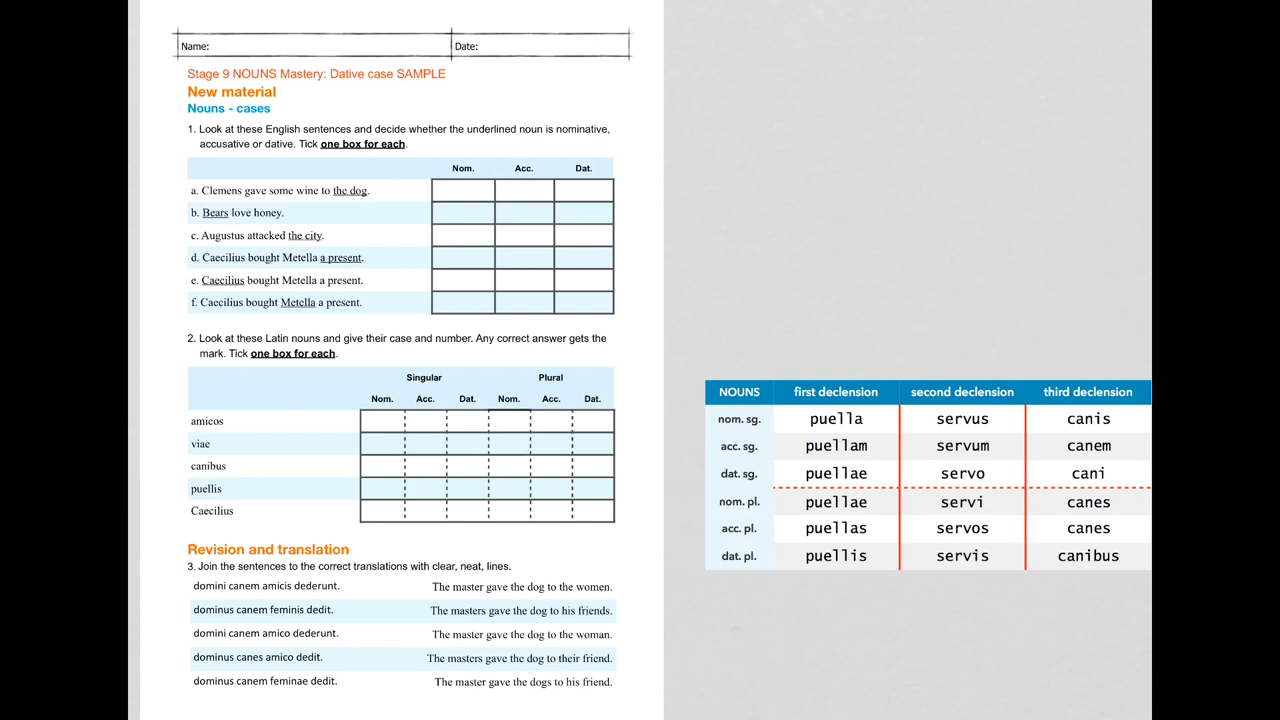 Name: Date:
Stage 9 NOUNS Mastery: Dative case SAMPLE
New material
Nouns - cases
1. Look at these English sentences and decide whether the underlined noun is nominative,
accusative or dative. Tick one box for each.
Nom. Acc. Dat.
a. Clemens gave some wine to the dog.
b. Bears love honey.
c. Augustus attacked the city.
d. Caecilius bought Metella a present.
e. Caecilius bought Metella a present.
f. Caecilius bought Metella a present.
2. Look at these Latin nouns and give their case and number. Any correct answer gets the
mark. Tick one box for each.
Singular Plural
Nom. Acc. Dat. Nom. Acc. Dat.
amicos
viae
canibus
puellis
Caecilius
Revision and translation
3. Join the sentences to the correct translations with clear, neat, lines.
domini canem amicis dederunt. The master gave the dog to the women.
dominus canem feminis dedit. The masters gave the dog to his friends.
domini canem amico dederunt. The master gave the dog to the woman.
dominus canes amico dedit. The masters gave the dog to their friend.
dominus canem feminae dedit. The master gave the dogs to his friend.
NOUNS first declension second declension third declension
nom. sg. puella servus canis
acc. sg. puellam servum canem
dat. sg. puellae servo cani
nom. pl. puellae servi canes
acc. pl. puellas servos canes
dat. pl. puellis servis canibus